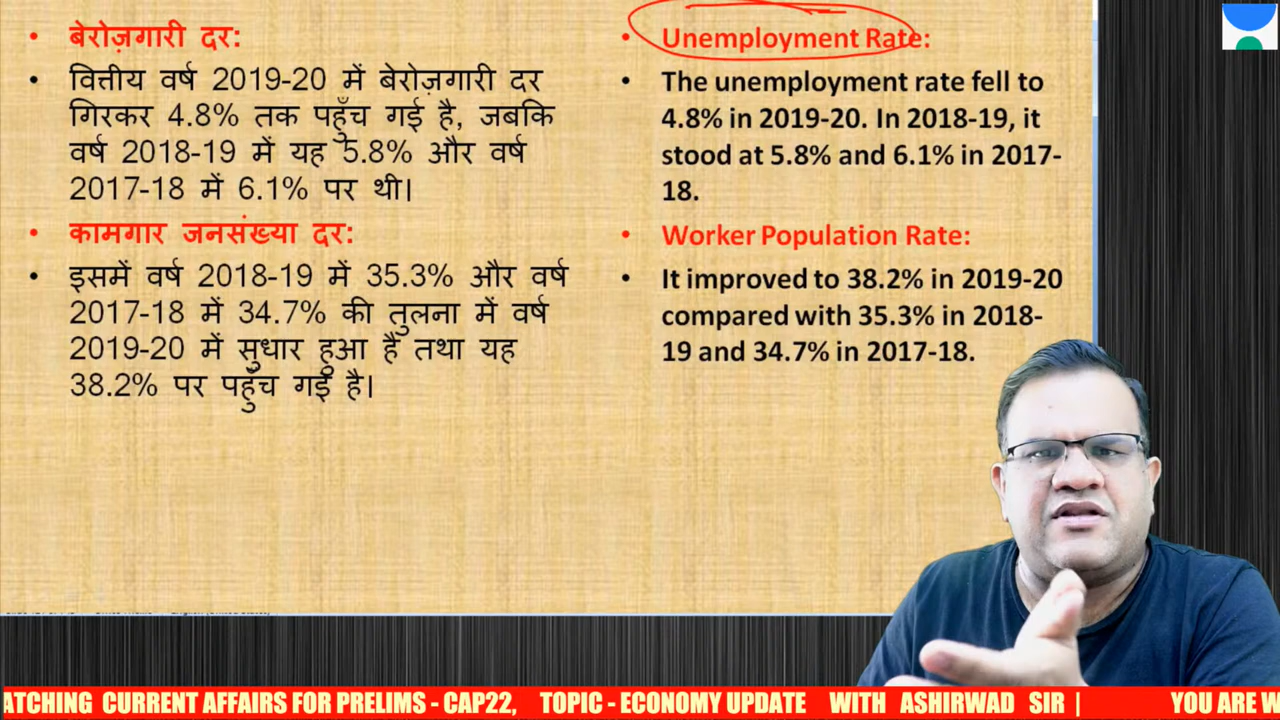 बेरोज़गारी दर:
वित्तीय वर्ष 2019-20 में बेरोज़गारी दर
गिरकर 4.8% तक पहुँच गई है, जबकि
वर्ष 2018-19 में यह 5.8% और वर्ष
2017-18 में 6.1% पर थी।
कामगार जनसंख्या दर:
इसमें वर्ष 2018-19 में 35.3% और वर्ष
2017-18 में 34.7% की तुलना में वर्ष
2019-20 में सुधार हुआ है तथा यह
38.2% पर पहुँच गई है।
Unemployment Rate:
The unemployment rate fell to
4.8% in 2019-20. In 2018-19, it
stood at 5.8% and 6.1% in 2017-
18.
Worker Population Rate:
It improved to 38.2% in 2019-20
compared with 35.3% in 2018-
19 and 34.7% in 2017-18.
ATCHING CURRENT AFFAIRS FOR PRELIMS - CAP22, TOPIC - ECONOMY UPDATE WITH ASHIRWAD SIR | YOU ARE W